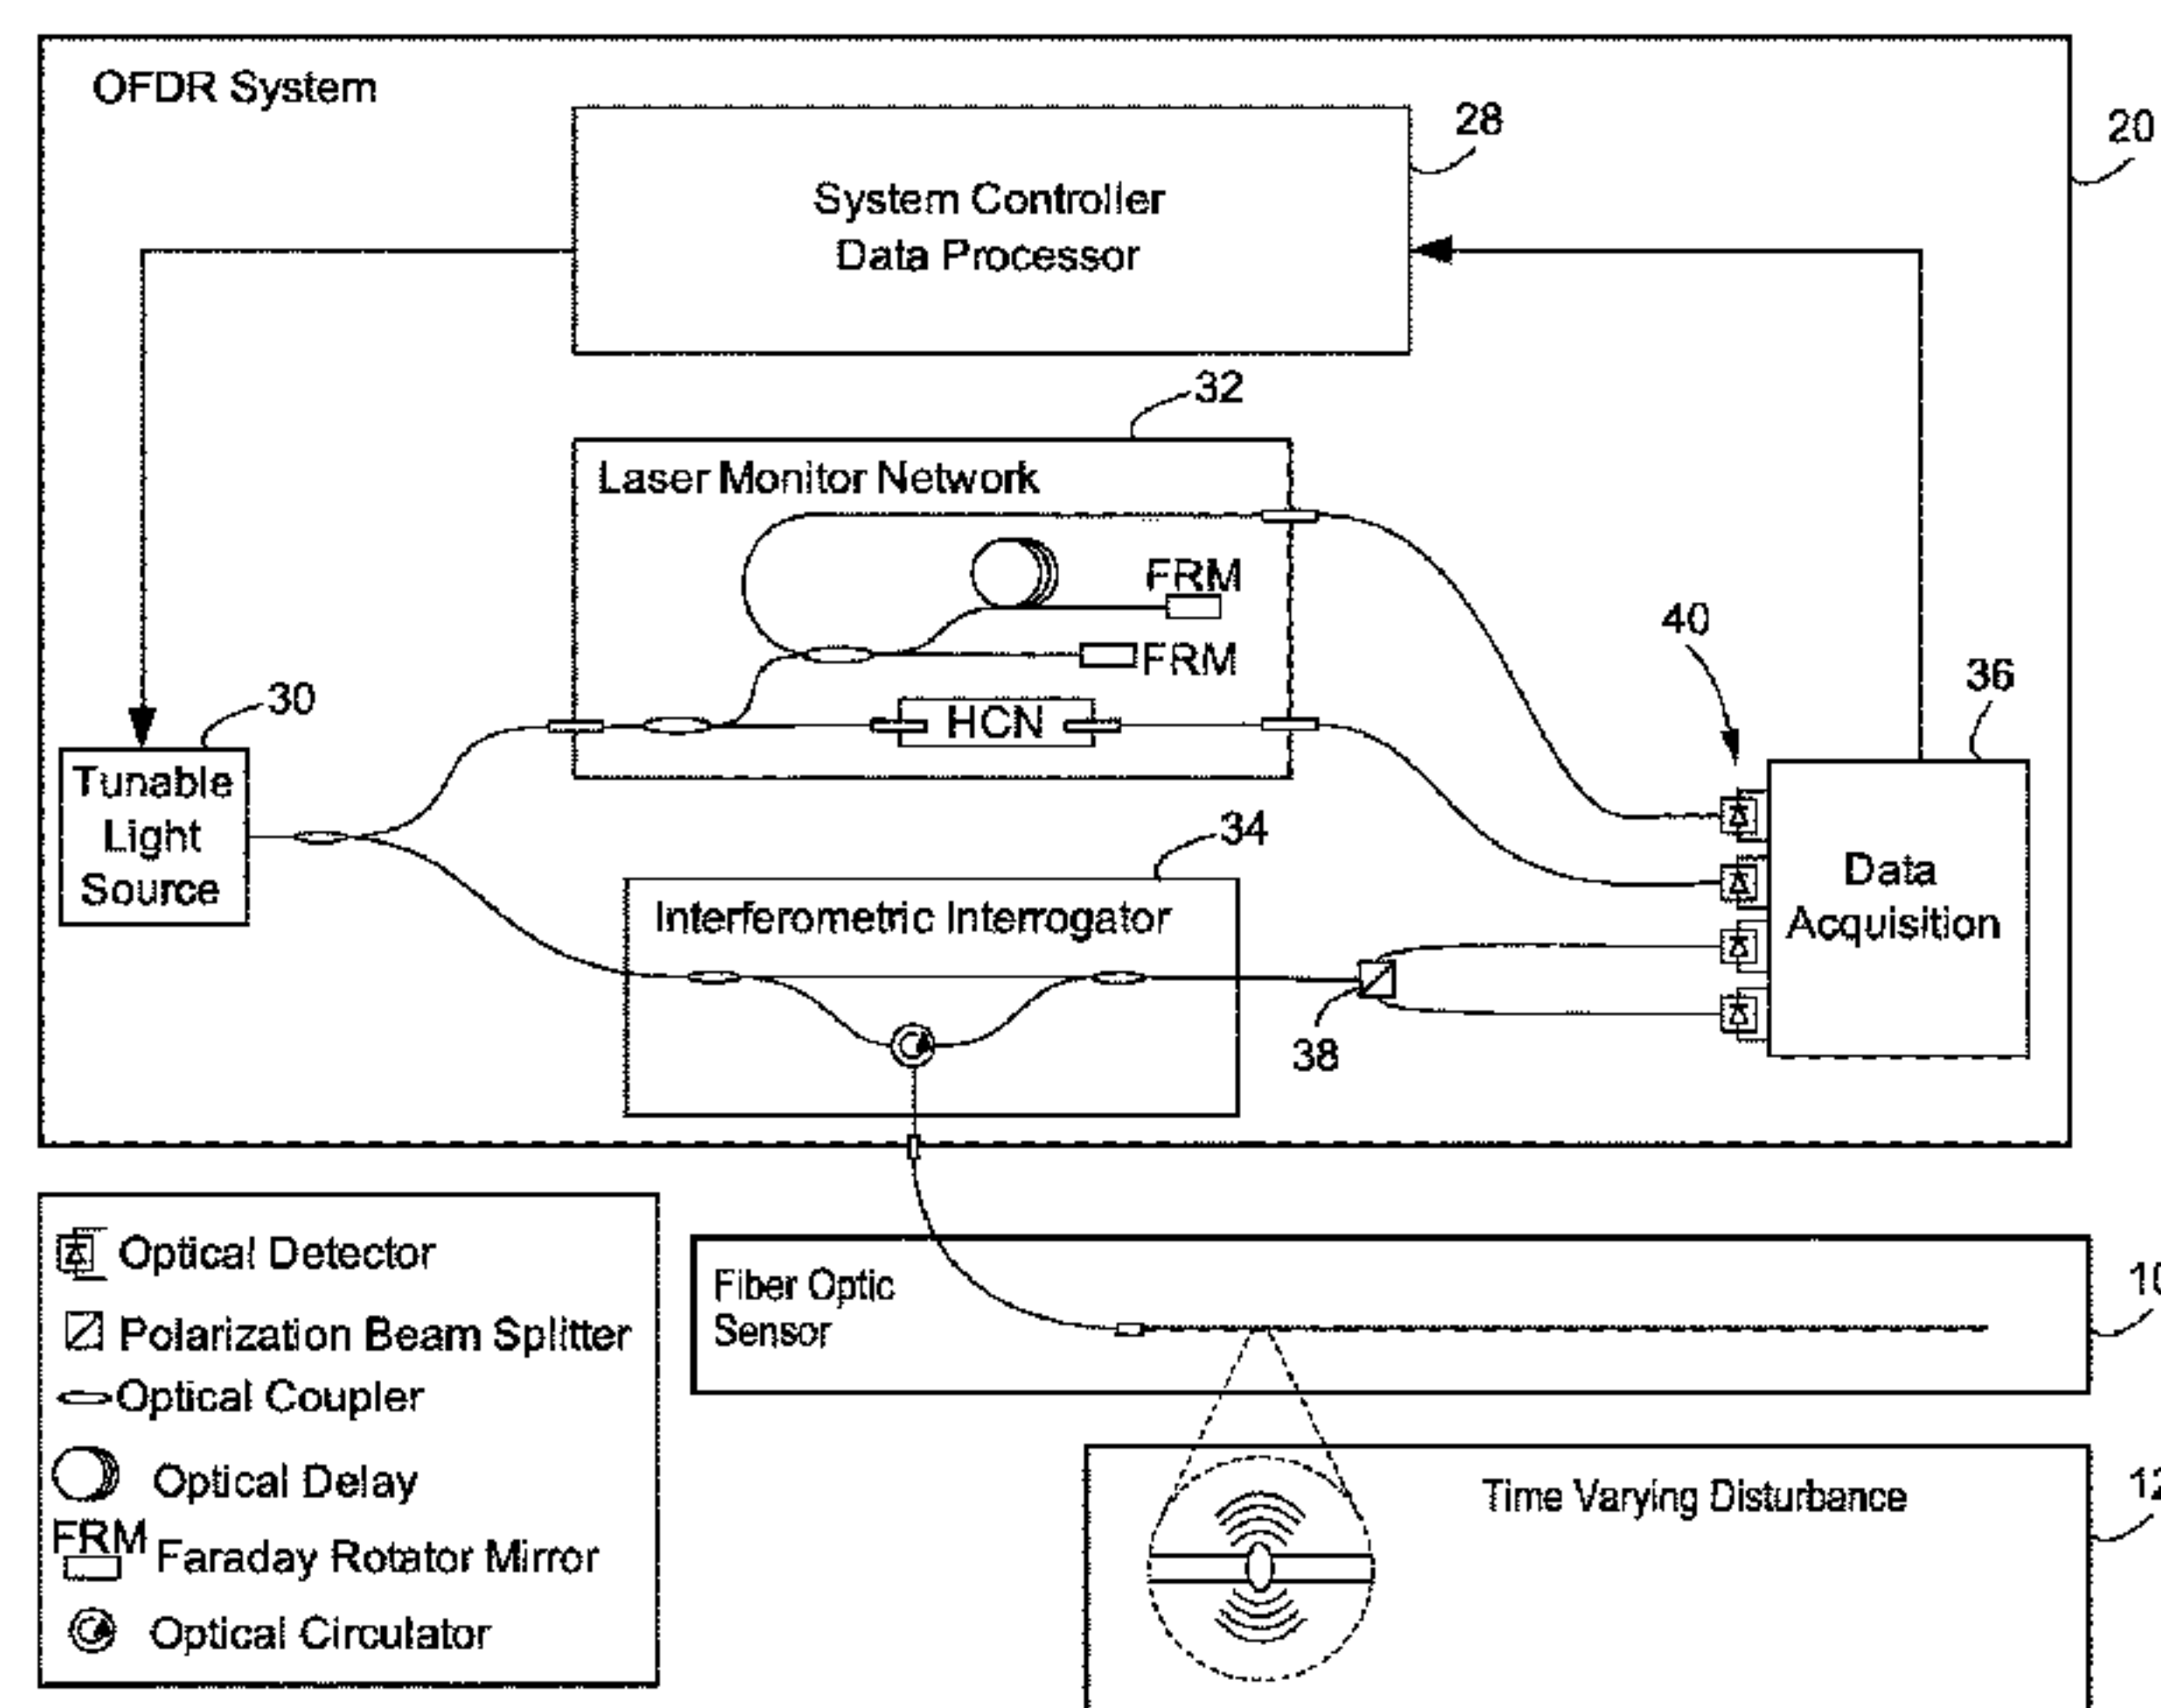 OFDR System
28
20
System Controller
Data Processor
32
Laser Monitor Network
FRM
FRM
HCN
40
36
30
Tunable
Light
Source
34
Interferometric Interrogator
Data
Acquisition
38
Optical Detector
Polarization Beam Splitter
Optical Coupler
Optical Delay
FRM
Faraday Rotator Mirror
Optical Circulator
Fiber Optic
Sensor
10
Time Varying Disturbance
12